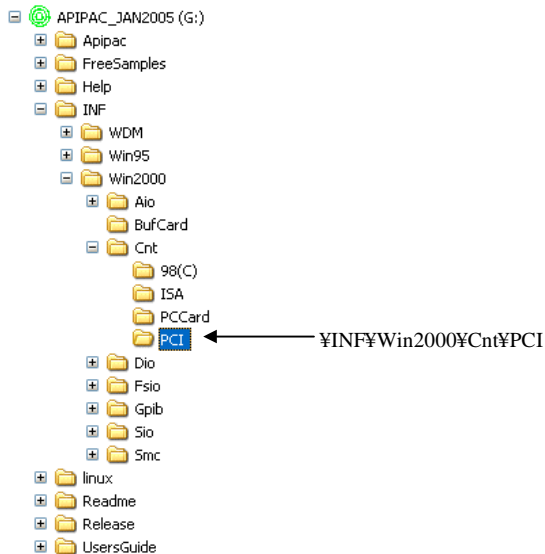 APIPAC_JAN2005 (G:)
Apipac
FreeSamples
Help
INF
WDM
Win95
Win2000
Aio
BufCard
Cnt
98(C)
ISA
PCCard
PCI
¥INF¥Win2000¥Cnt¥PCI
Dio
Fsio
Gpib
Sio
Smc
linux
Readme
Release
UsersGuide